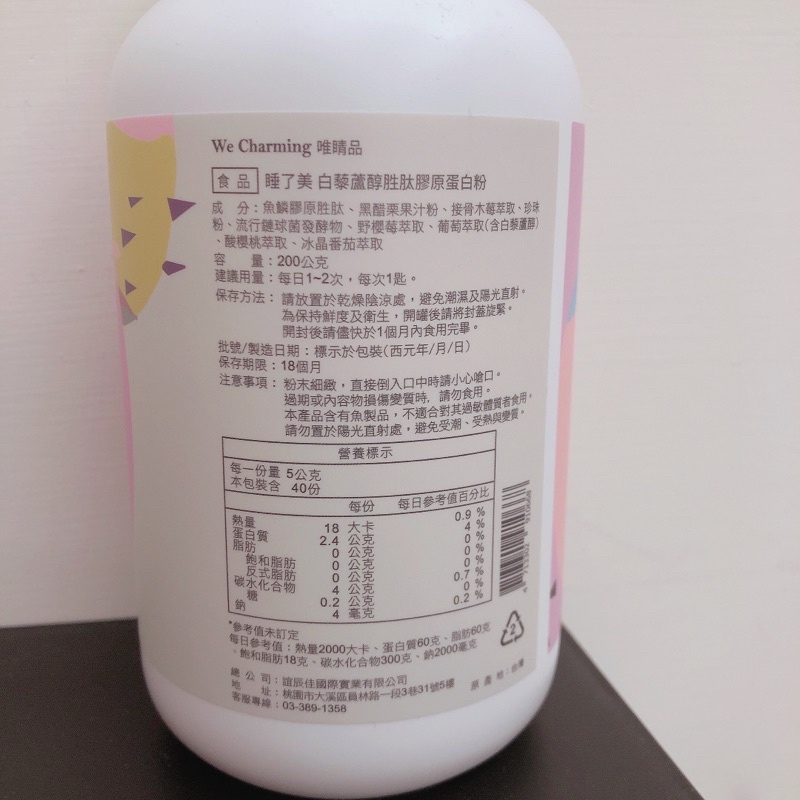 We Charming 唯睛品
食品 睡了美 白藜蘆醇胜肽膠原蛋白粉
成 分：魚鱗膠原胜肽、黑醋栗果汁粉、接骨木莓萃取、珍珠
粉、流行鏈球菌發酵物、野櫻莓萃取、葡萄萃取(含白藜蘆醇)
、酸櫻桃萃取、冰晶番茄萃取
容 量：200公克
建議用量：每日1~2次，每次1匙。
保存方法：請放置於乾燥陰涼處，避免潮濕及陽光直射。
為保持鮮度及衛生，開罐後請將封蓋旋緊。
開封後請儘快於1個月內食用完畢。
批號/製造日期：標示於包裝(西元年/月/日)
保存期限：18個月
注意事項：粉末細緻，直接倒入口中時請小心嗆口。
過期或內容物損傷變質時，請勿食用。
本產品含有魚製品，不適合對其過敏體質者食用。
請勿置於陽光直射處，避免受潮、受熱與變質。
營養標示
每一份量 5公克
本包裝含 40份
每份 每日參考值百分比
熱量 18 大卡 0.9 %
蛋白質 2.4 公克 4 %
脂肪 0 公克 0 %
飽和脂肪 0 公克 0 %
反式脂肪 0 公克 0 %
碳水化合物 4 公克 0.7 %
糖 0.2 公克 0 %
鈉 4 毫克 0.2 %
*參考值未訂定
每日參考值：熱量2000大卡、蛋白質60克、脂肪60克
、飽和脂肪18克、碳水化合物300克、鈉2000毫克
2
總公司：誼辰佳國際實業有限公司
地 址：桃園市大溪區員林路一段3巷31號5樓
原產地：台灣
客服專線：03-389-1358